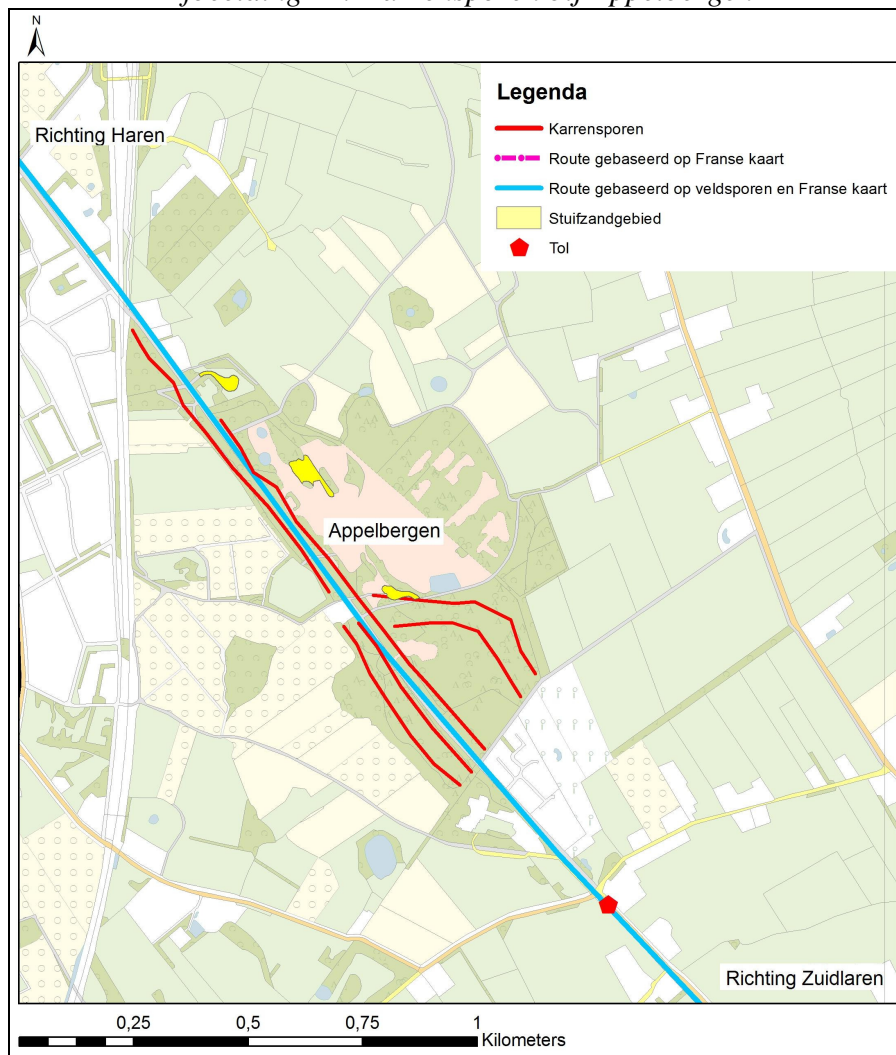 N
Legenda
Karrensporen
Route gebaseerd op Franse kaart
Route gebaseerd op veldsporen en Franse kaart
Stuifzandgebied
Tol
Richting Haren
Appelbergen
Richting Zuidlaren
0,25 0,5 0,75 1
Kilometers